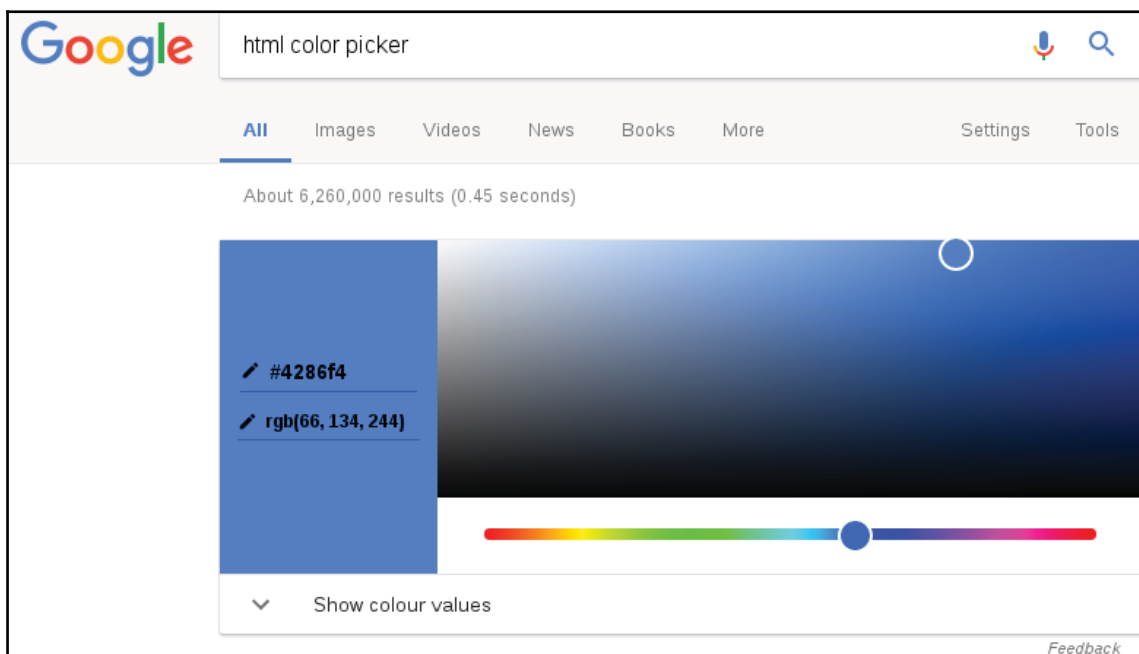 Google
html color picker
All Images Videos News Books More Settings Tools
About 6,260,000 results (0.45 seconds)
#4286f4
rgb(66, 134, 244)
Show colour values
Feedback